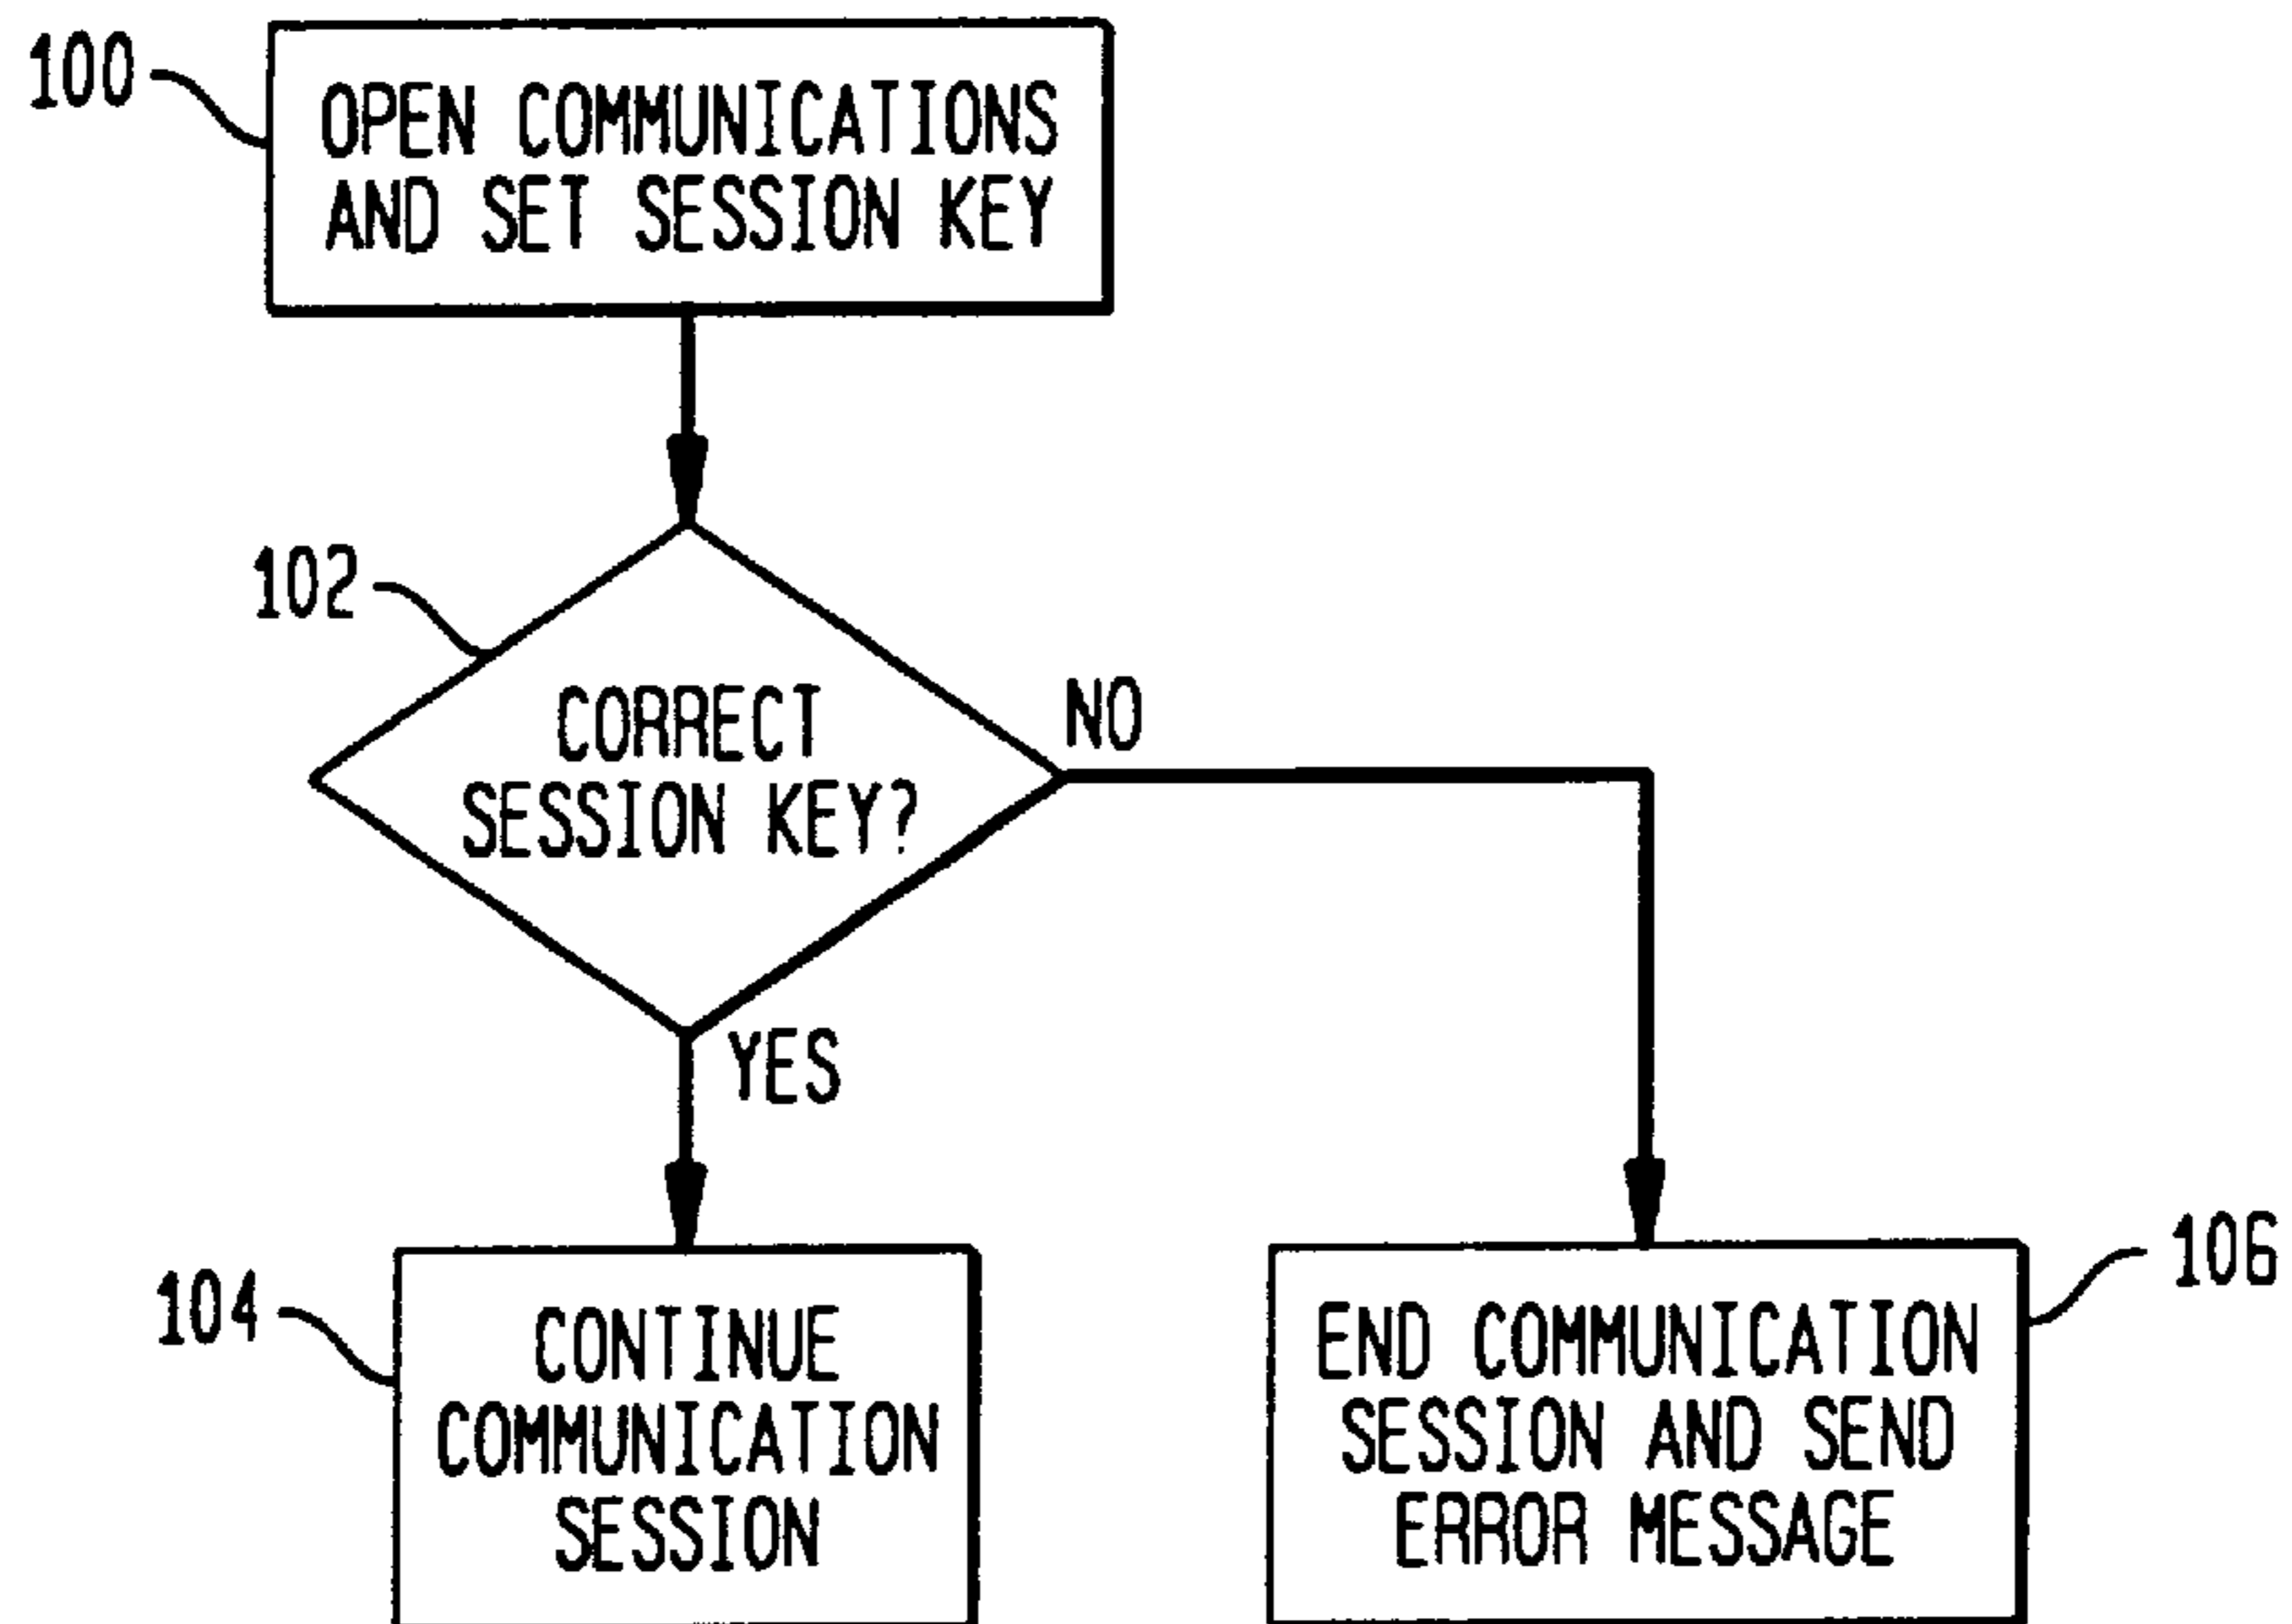 100
OPEN COMMUNICATIONS
AND SET SESSION KEY
102
CORRECT
SESSION KEY?
NO
YES
104
CONTINUE
COMMUNICATION
SESSION
106
END COMMUNICATION
SESSION AND SEND
ERROR MESSAGE